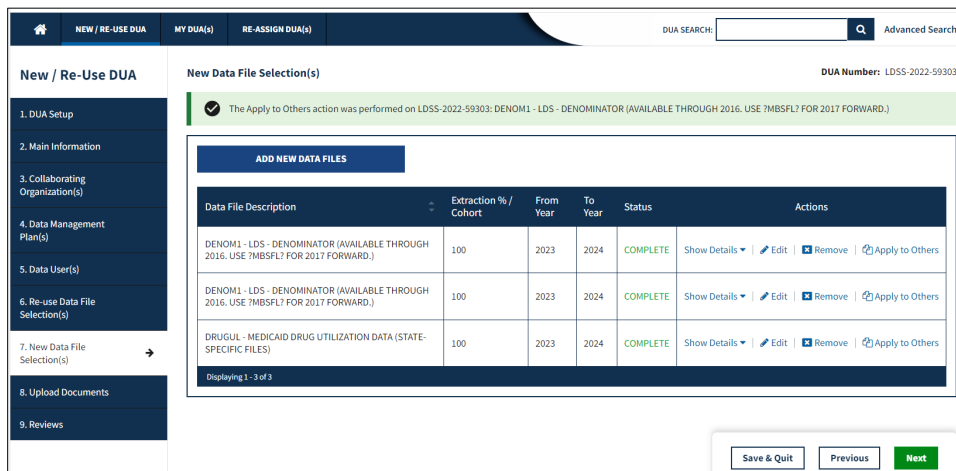 NEW / RE-USE DUA
MY DUA(s)
RE-ASSIGN DUA(s)
DUA SEARCH:
Advanced Search
New / Re-Use DUA
1. DUA Setup
2. Main Information
3. Collaborating
Organization(s)
4. Data Management
Plan(s)
5. Data User(s)
6. Re-use Data File
Selection(s)
7. New Data File
Selection(s)
8. Upload Documents
9. Reviews
New Data File Selection(s)
DUA Number: LDSS-2022-59303
The Apply to Others action was performed on LDSS-2022-59303: DENOM1 - LDS - DENOMINATOR (AVAILABLE THROUGH 2016. USE ?MBSFL? FOR 2017 FORWARD.)
ADD NEW DATA FILES
Data File Description
Extraction % /
Cohort
From
Year
To
Year
Status
Actions
DENOM1 - LDS - DENOMINATOR (AVAILABLE THROUGH
2016. USE ?MBSFL? FOR 2017 FORWARD.)
100
2023
2024
COMPLETE
Show Details | Edit | Remove | Apply to Others
DENOM1 - LDS - DENOMINATOR (AVAILABLE THROUGH
2016. USE ?MBSFL? FOR 2017 FORWARD.)
100
2023
2024
COMPLETE
Show Details | Edit | Remove | Apply to Others
DRUGUL - MEDICAID DRUG UTILIZATION DATA (STATE-
SPECIFIC FILES)
100
2023
2024
COMPLETE
Show Details | Edit | Remove | Apply to Others
Displaying 1 - 3 of 3
Save & Quit
Previous
Next